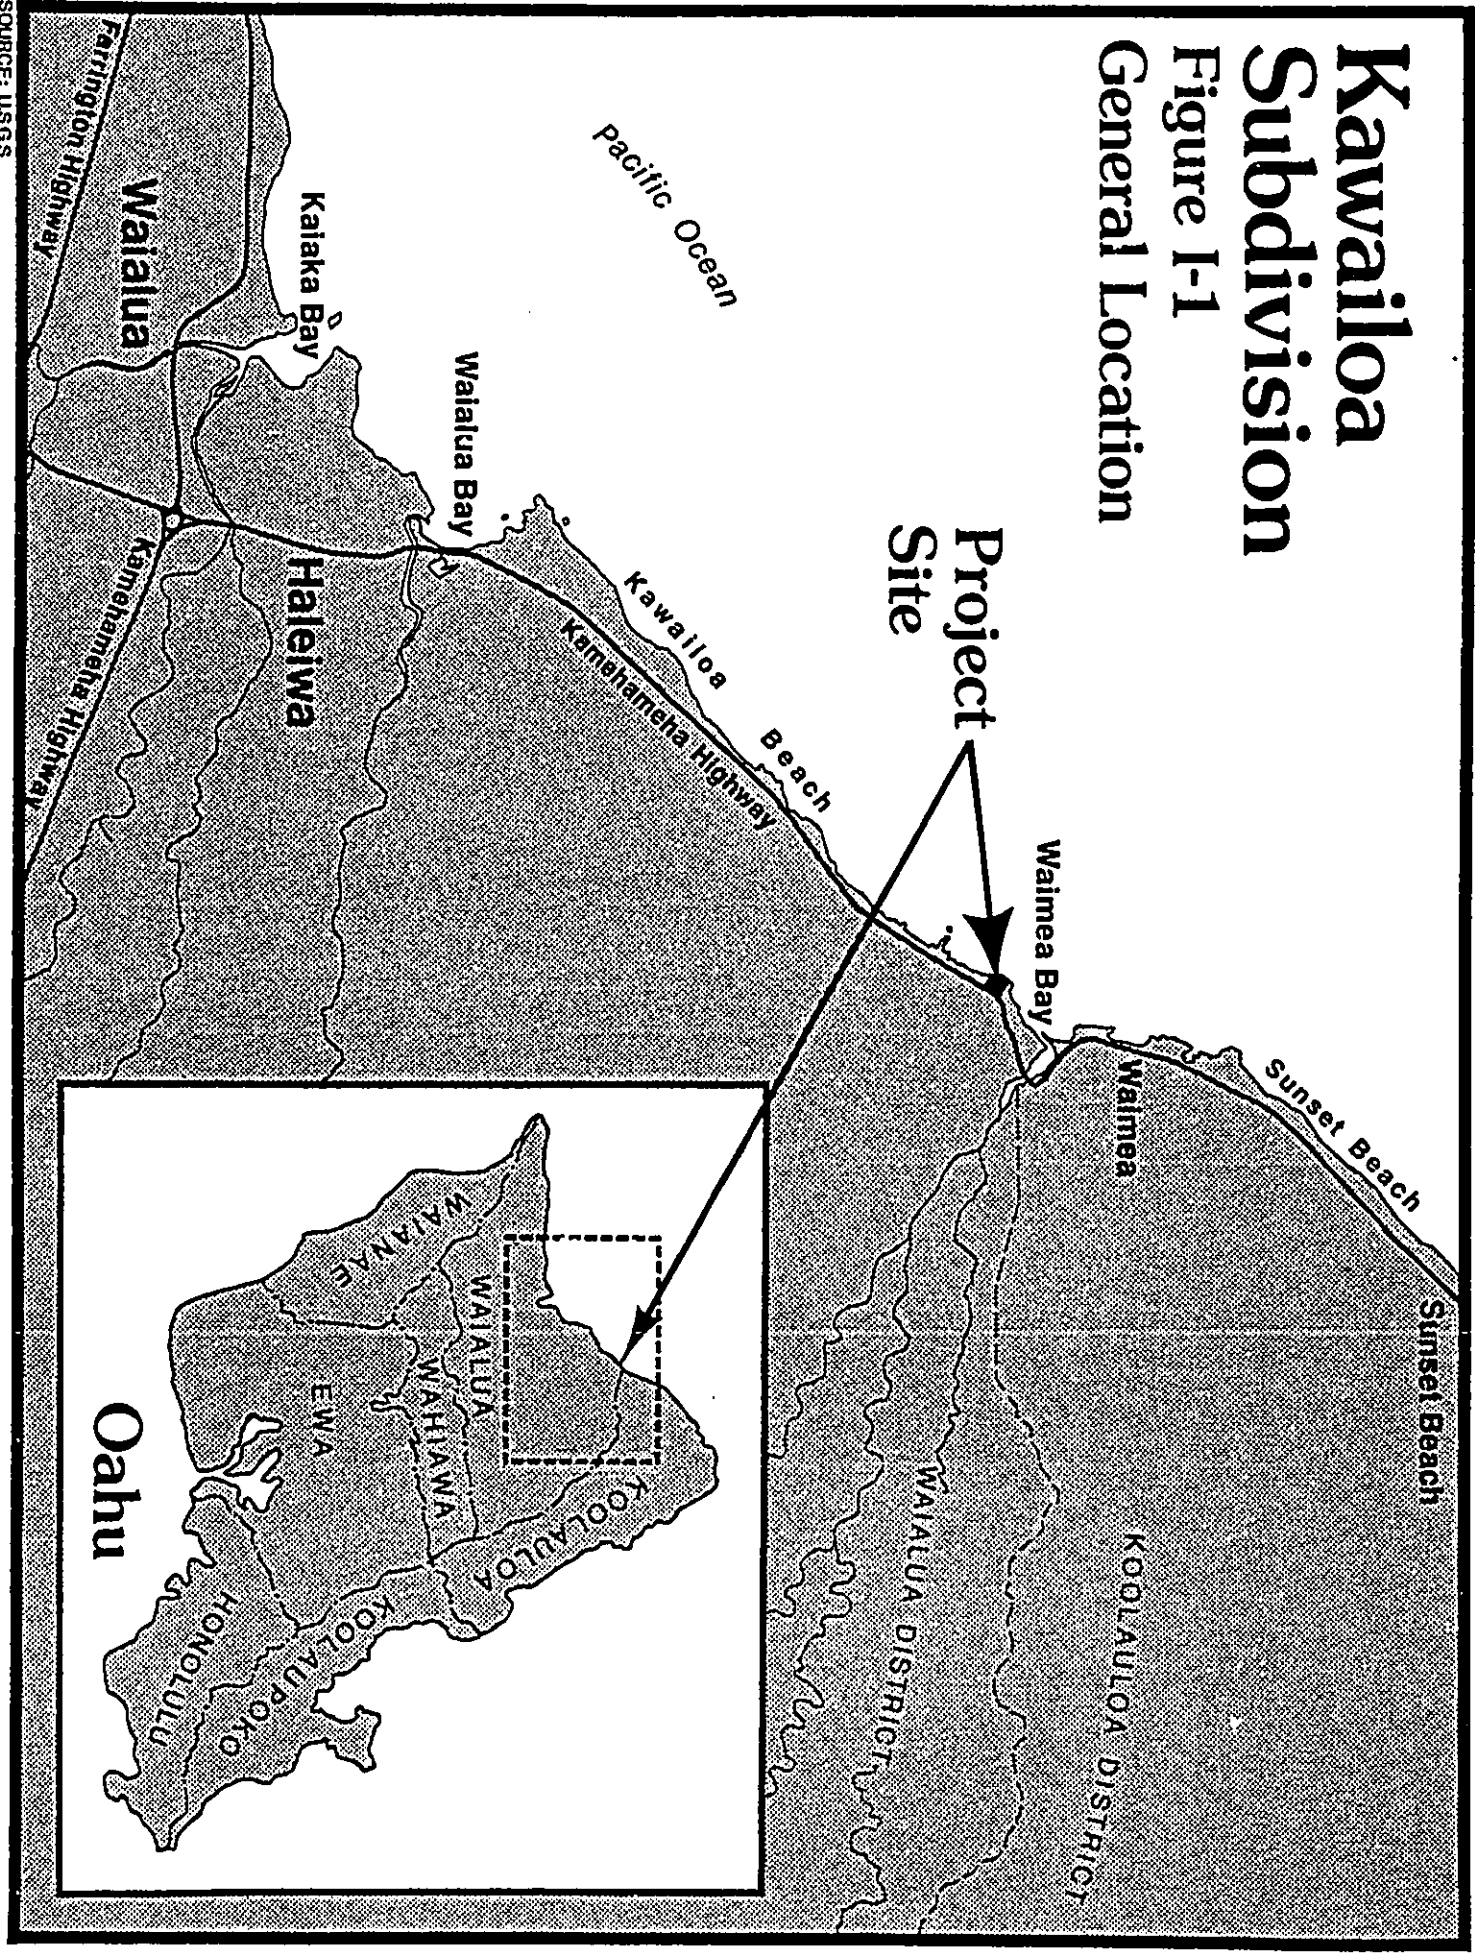 Kawailoa
Subdivision
Figure I-1
General Location
Pacific Ocean
Project
Site
Sunset Beach
Sunset Beach
Waimea Bay
Waimea
KOOLAULOA DISTRICT
WAIALUA DISTRICT
Kawailoa Beach
Kamehameha Highway
Waialua Bay
Kaiaka Bay
Haleiwa
Waialua
Farrington Highway
Kamehameha Highway
KOOLAULOA
WAIALUA
WAHIAWA
WAIANAE
EWA
KOOLAUPOKO
HONOLULU
Oahu
SOURCE: USGS